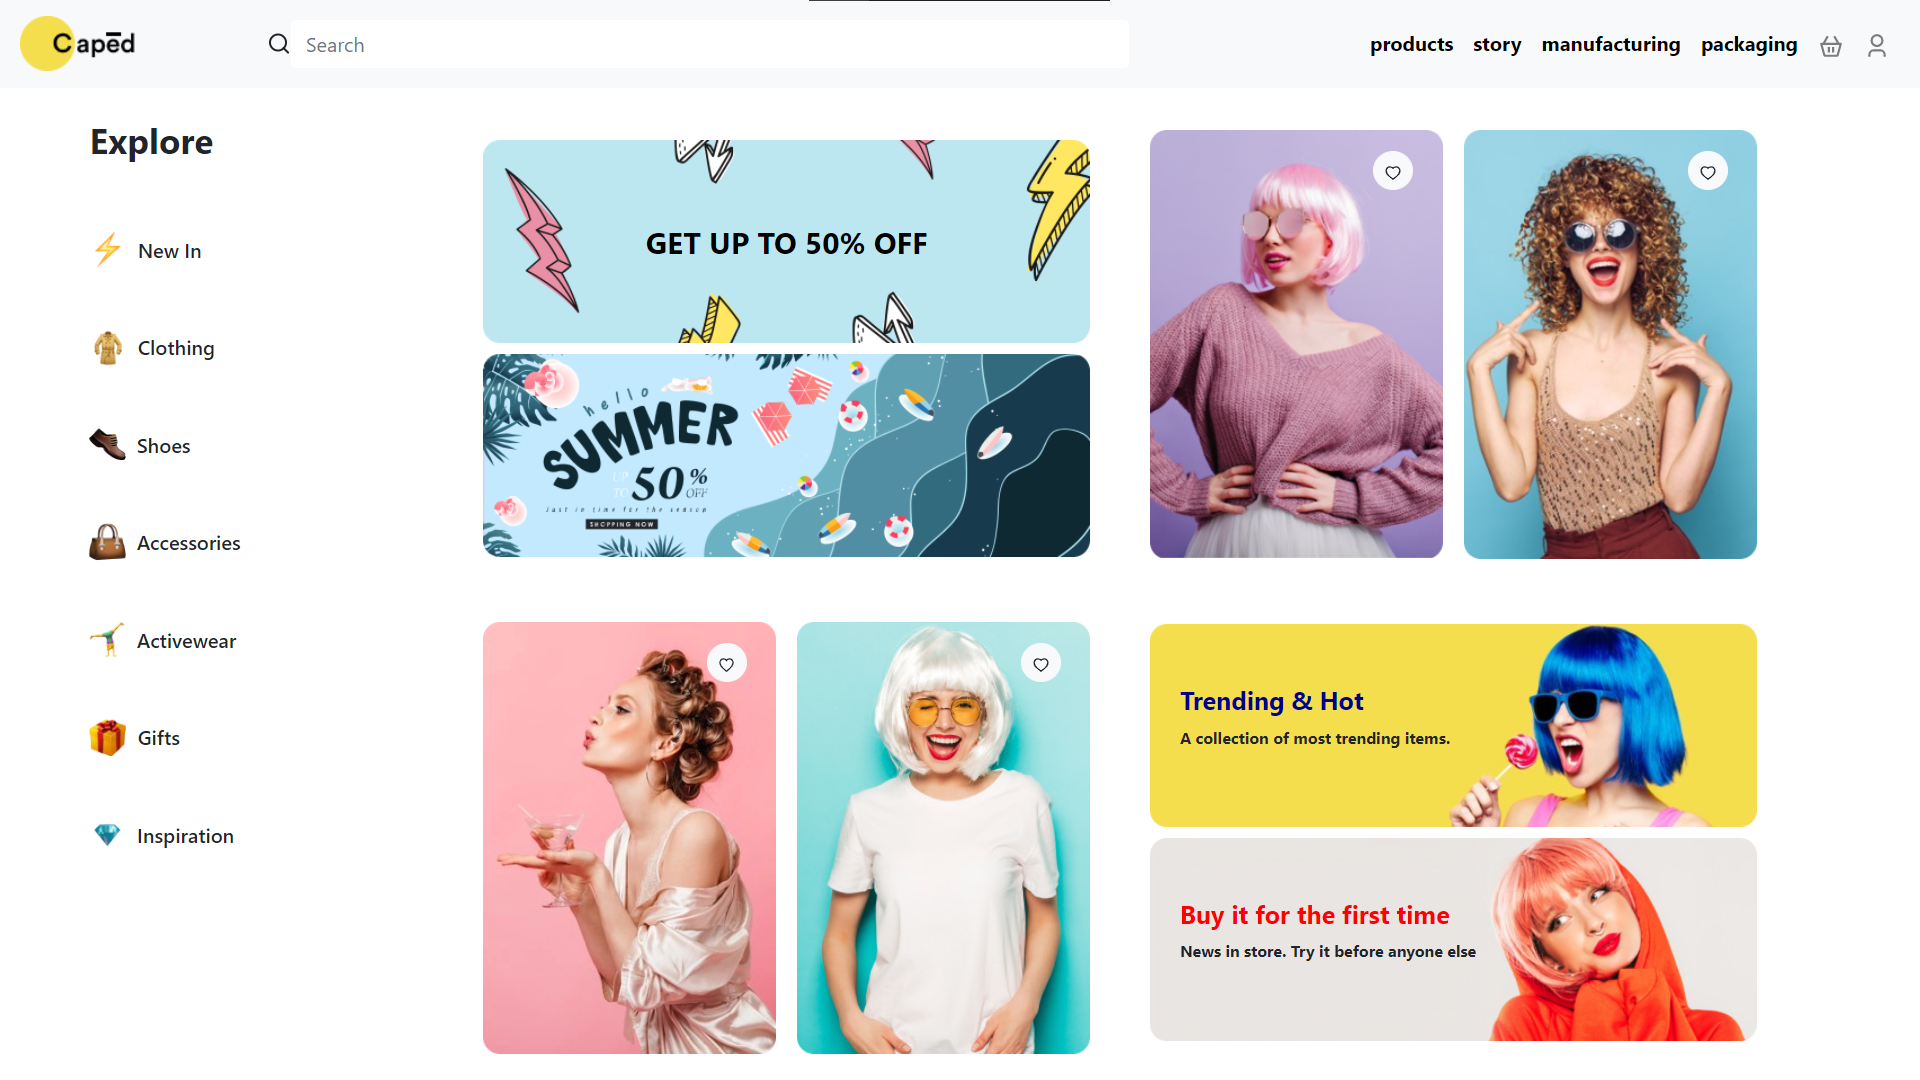 Capēd
Search
products
story
manufacturing
packaging
Explore
New In
Clothing
Shoes
Accessories
Activewear
Gifts
Inspiration
GET UP TO 50% OFF
hello
SUMMER
UP TO 50% OFF
Just in time for the season
SHOPPING NOW
Trending & Hot
A collection of most trending items.
Buy it for the first time
News in store. Try it before anyone else